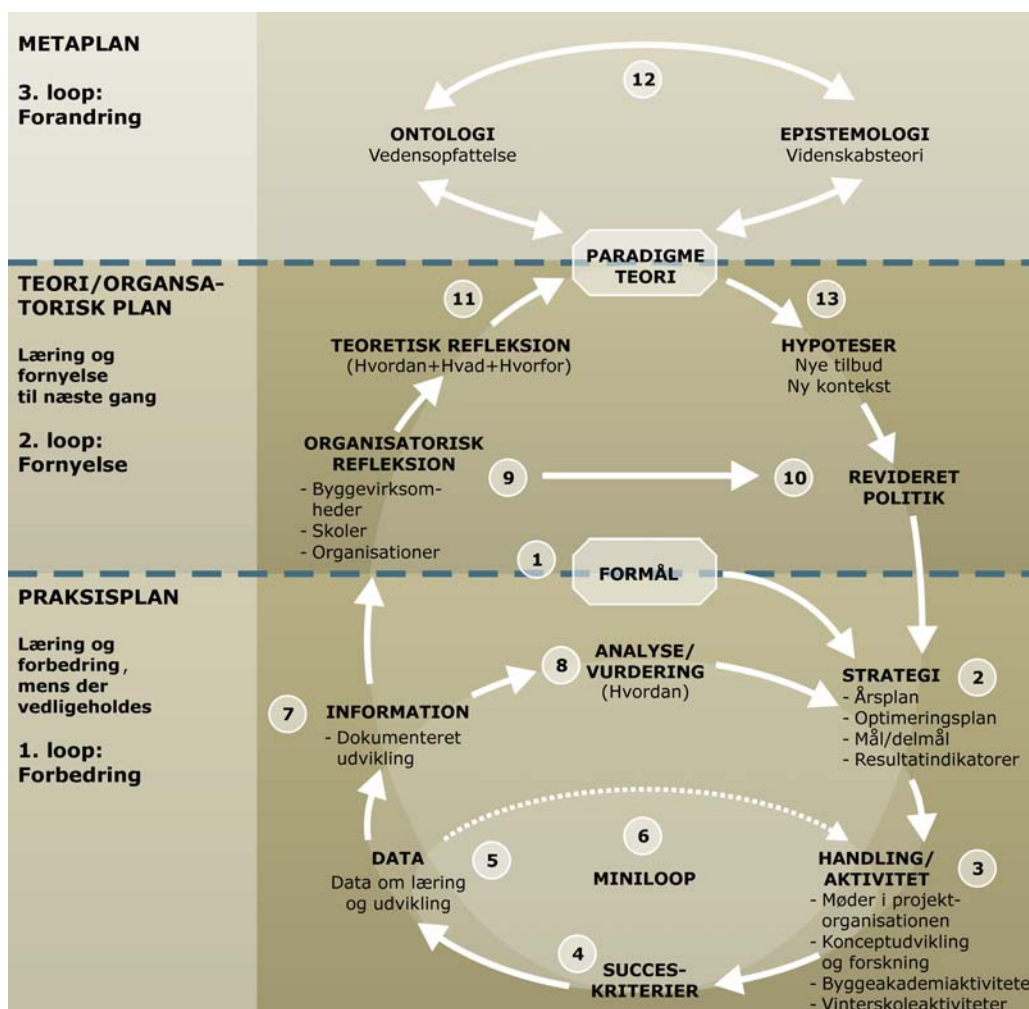 METAPLAN
3. loop:
Forandring
12
ONTOLOGI
Vedensopfattelse
EPISTEMOLOGI
Videnskabsteori
PARADIGME
TEORI
TEORI/ORGANSA-
TORISK PLAN
Læring og
fornyelse
til næste gang
2. loop:
Fornyelse
11
TEORETISK REFLEKSION
(Hvordan+Hvad+Hvorfor)
13
HYPOTESER
Nye tilbud
Ny kontekst
ORGANISATORISK
REFLEKSION
- Byggevirksom-
heder
- Skoler
- Organisationer
9
10
REVIDERET
POLITIK
1
FORMÅL
PRAKSISPLAN
Læring og
forbedring,
mens der
vedligeholdes
1. loop:
Forbedring
8
ANALYSE/
VURDERING
(Hvordan)
STRATEGI
2
- Årsplan
- Optimeringsplan
- Mål/delmål
- Resultatindikatorer
7
INFORMATION
- Dokumenteret
udvikling
6
MINILOOP
DATA
Data om læring
og udvikling
5
HANDLING/
AKTIVITET
3
- Møder i projekt-
organisationen
- Konceptudvikling
og forskning
- Byggeakademiaktivitete
- Vinterskoleaktiviteter
4
SUCCES-
KRITERIER